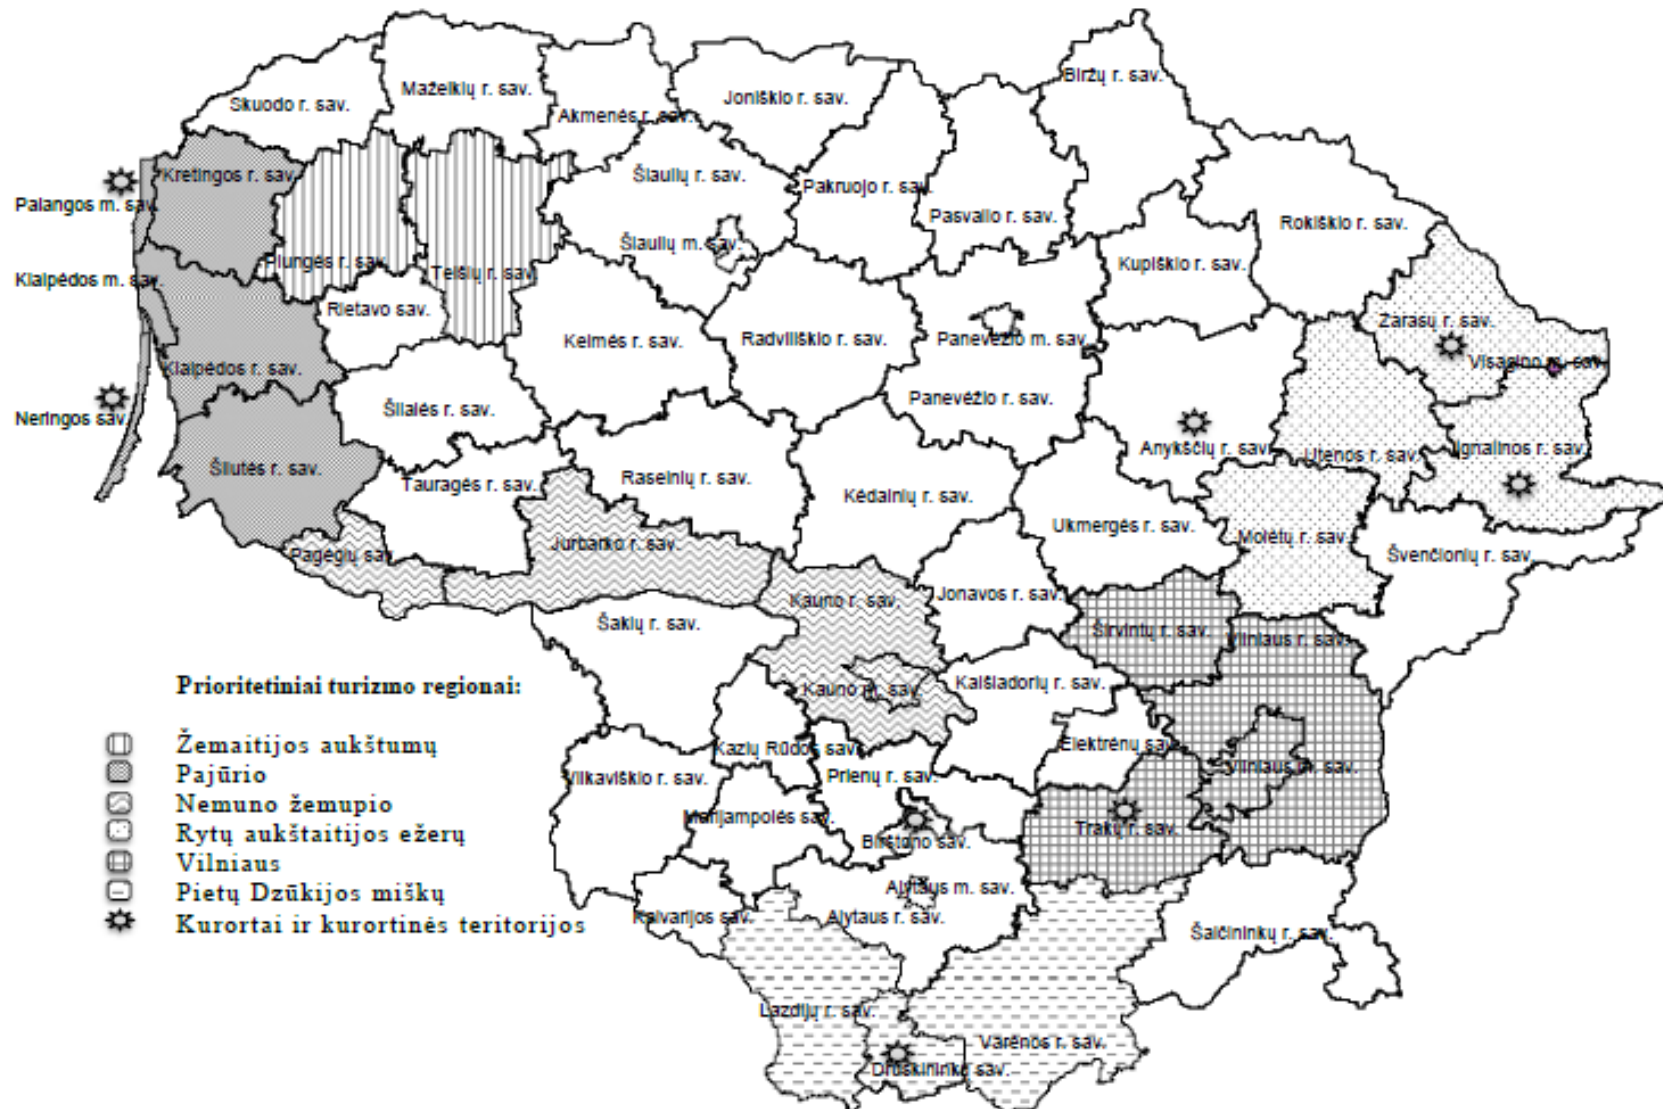 Biržų r. sav.
Mažeikių r. sav.
Skuodo r. sav.
Joniškio r. sav.
Akmenės r. sav.
Kretingos r. sav.
Šiaulių r. sav.
Pakruojo r. sav.
Palangos m. sav.
Pasvalio r. sav.
Rokiškio r. sav.
Šiaulių m. sav.
Plungės r. sav.
Telšių r. sav.
Kupiškio r. sav.
Klaipėdos m. sav.
Rietavo sav.
Zarasų r. sav.
Kelmės r. sav.
Radviliškio r. sav.
Panevėžio m. sav.
Visagino m. sav.
Klaipėdos r. sav.
Šilalės r. sav.
Panevėžio r. sav.
Neringos sav.
Anykščių r. sav.
Utenos r. sav.
Ignalinos r. sav.
Šilutės r. sav.
Tauragės r. sav.
Raseinių r. sav.
Kėdainių r. sav.
Ukmergės r. sav.
Molėtų r. sav.
Švenčionių r. sav.
Pagėgių sav.
Jurbarko r. sav.
Kauno r. sav.
Jonavos r. sav.
Šakių r. sav.
Širvintų r. sav.
Vilniaus r. sav.
Prioritetiniai turizmo regionai:
Kauno m. sav.
Kaišiadorių r. sav.
Žemaitijos aukštumų
Kazlų Rūdos sav.
Elektrėnų sav.
Pajūrio
Vilkaviškio r. sav.
Prienų r. sav.
Vilniaus m. sav.
Nemuno žemupio
Marijampolės sav.
Trakų r. sav.
Rytų aukštaitijos ežerų
Birštono sav.
Vilniaus
Pietų Dzūkijos miškų
Alytaus m. sav.
Kurortai ir kurortinės teritorijos
Kalvarijos sav.
Alytaus r. sav.
Šalčininkų r. sav.
Lazdijų r. sav.
Varėnos r. sav.
Druskininkų sav.